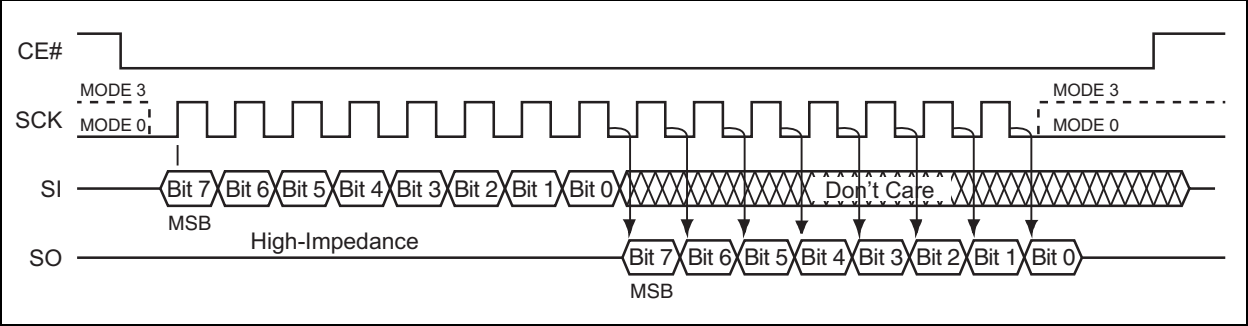 CE#
MODE 3 MODE 3
SCK
MODE 0 MODE 0
SI Bit 7 Bit 6 Bit 5 Bit 4 Bit 3 Bit 2 Bit 1 Bit 0 Don't Care
MSB
High-Impedance
SO Bit 7 Bit 6 Bit 5 Bit 4 Bit 3 Bit 2 Bit 1 Bit 0
MSB